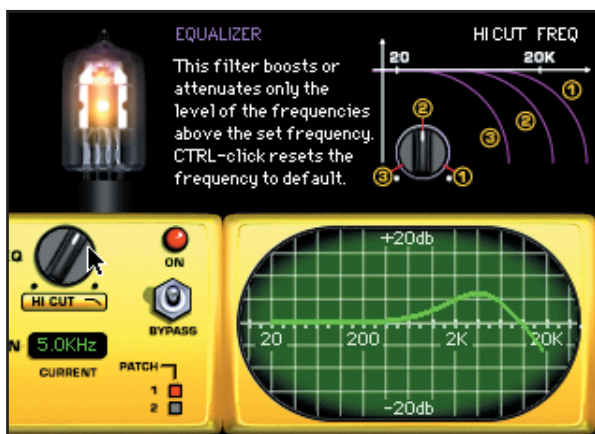 EQUALIZER
This filter boosts or
attenuates only the
level of the frequencies
above the set frequency.
CTRL-click resets the
frequency to default.
HI CUT FREQ
20 20K
1
2
3
2
3 1
Q
HI CUT
ON
BYPASS
N 5.0KHz
CURRENT
PATCH
1
2
+20db
20 200 2K 20K
-20db